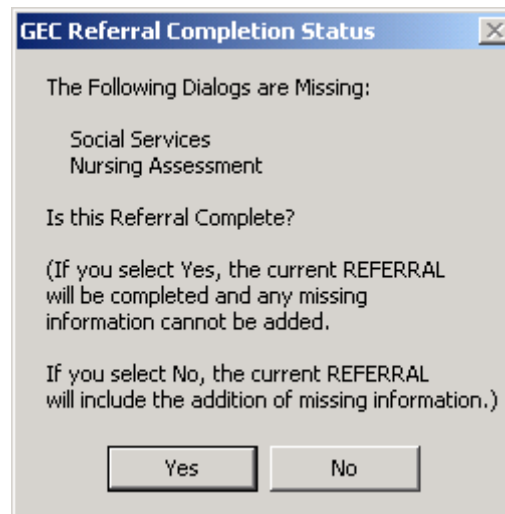 GEC Referral Completion Status
The Following Dialogs are Missing:
Social Services
Nursing Assessment
Is this Referral Complete?
(If you select Yes, the current REFERRAL
will be completed and any missing
information cannot be added.
If you select No, the current REFERRAL
will include the addition of missing information.)
Yes No